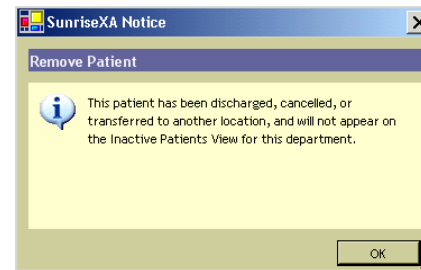 SunriseXA Notice
Remove Patient
This patient has been discharged, cancelled, or
transferred to another location, and will not appear on
the Inactive Patients View for this department.
OK